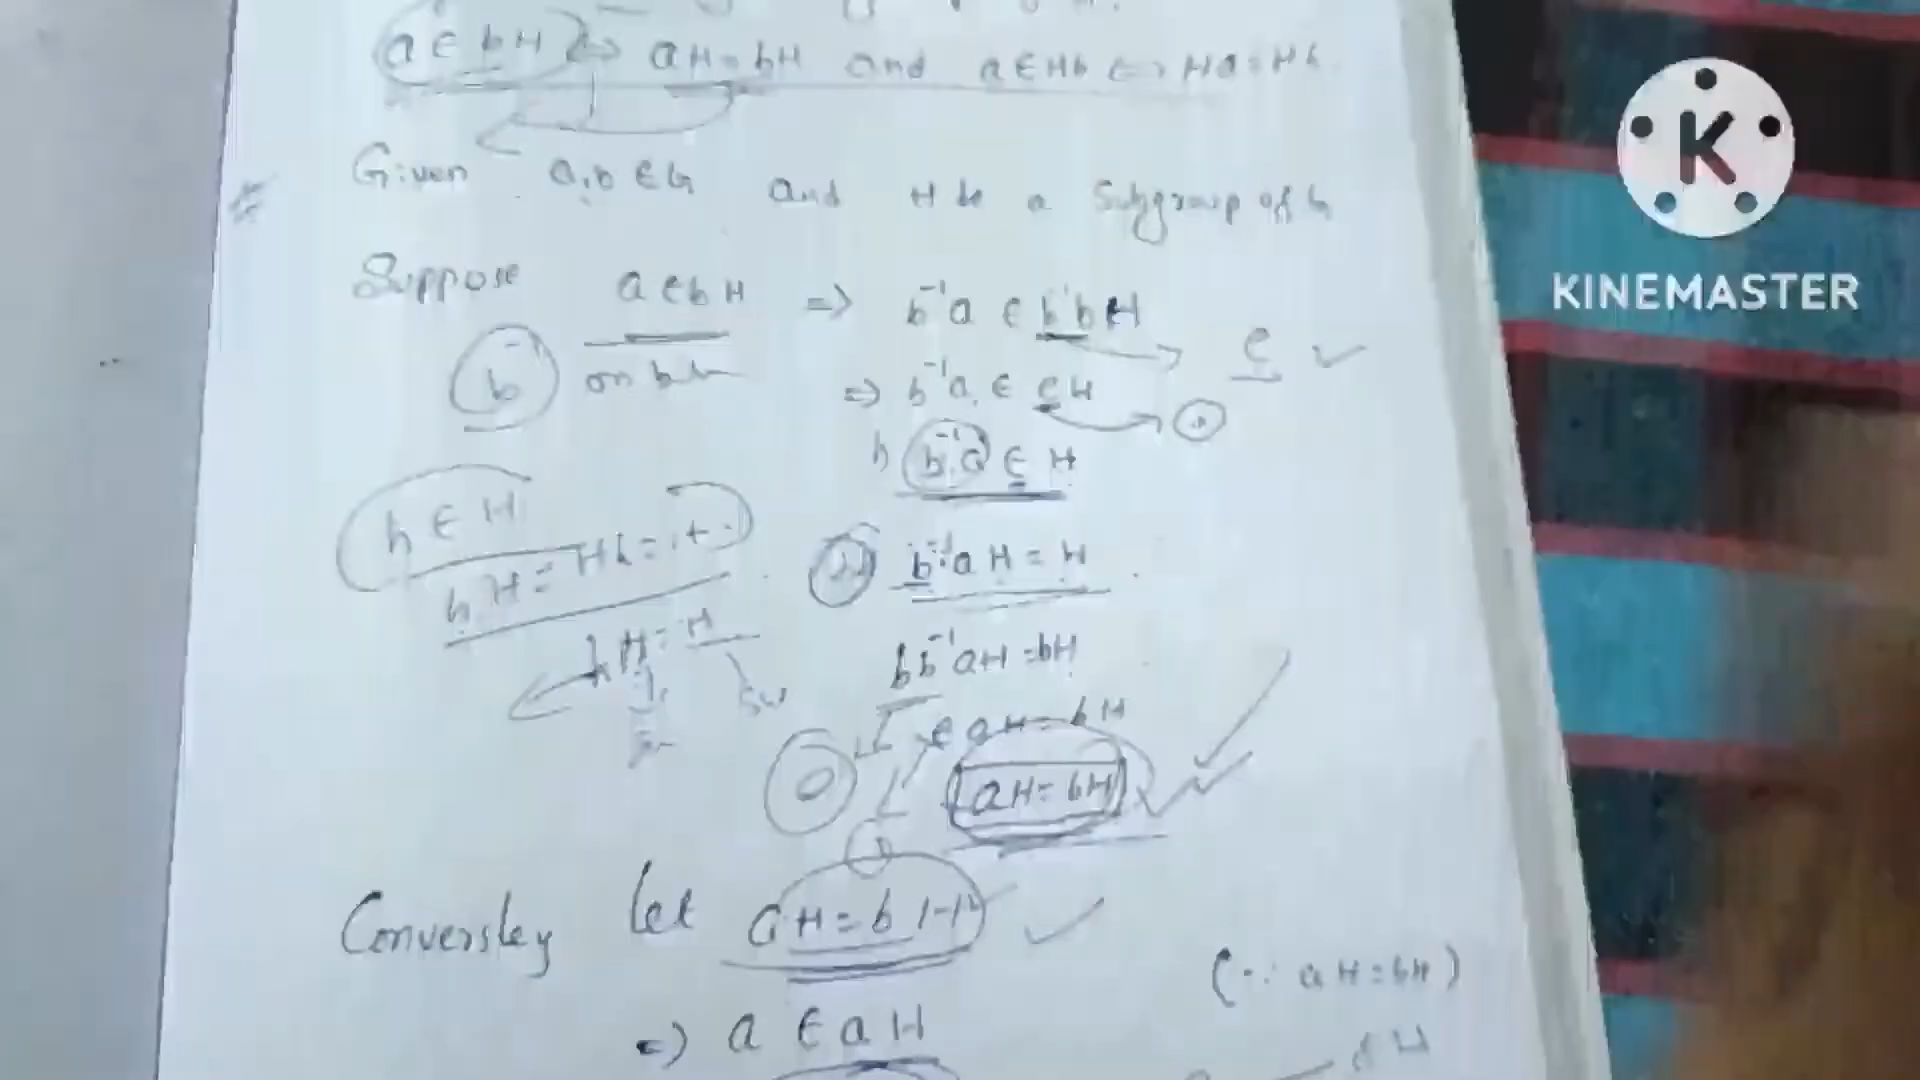 a ∈ bH ⇔ aH = bH and a ∈ Hb ⇔ Ha = Hb.
Given a,b ∈ G and H be a Subgroup of G
Suppose a ∈ bH ⇒ b⁻¹a ∈ b⁻¹bH
b⁻¹ on b.h e ✓
⇒ b⁻¹a ∈ eH
b⁻¹a ∈ H
h ∈ H
hH = Hh = H
b⁻¹aH = H
hH = H
bb⁻¹aH = bH
e aH = bH
aH = bH
Conversley let aH = bH
(∵ aH = bH)
⇒ a ∈ aH
K
KINEMASTER